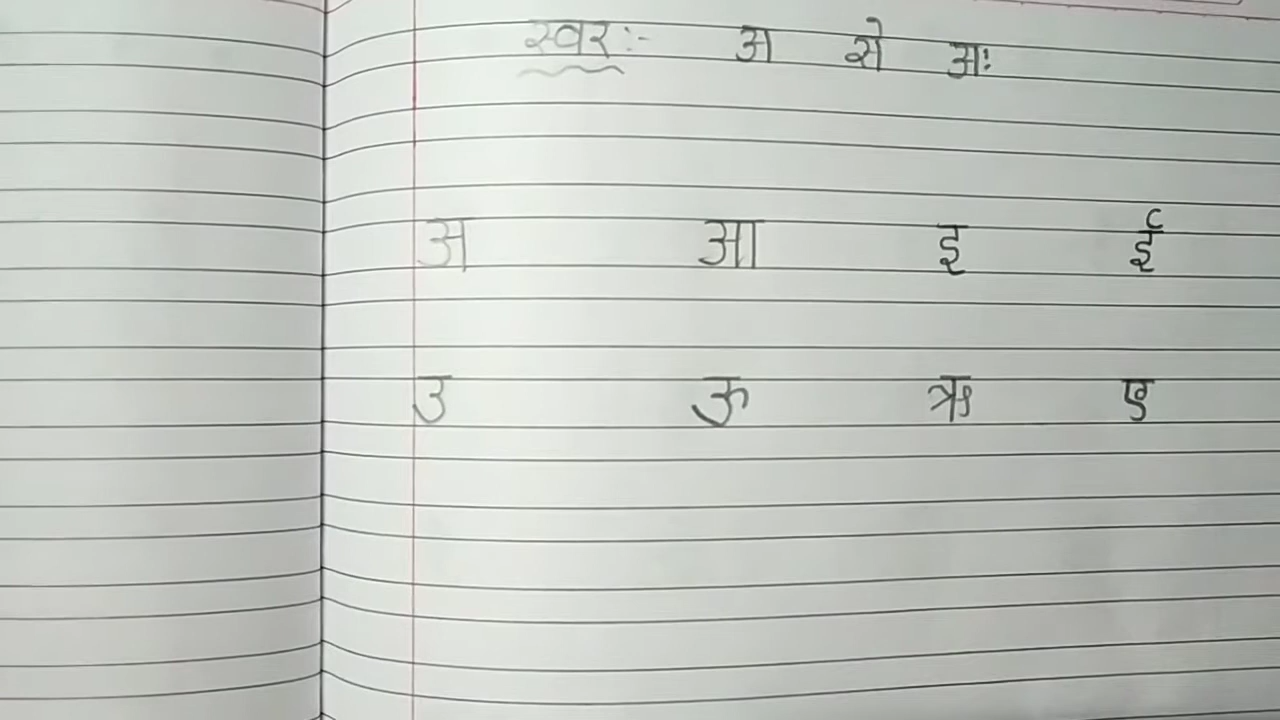 स्वर :- अ से अः
अ आ इ ई
उ ऊ ऋ ए